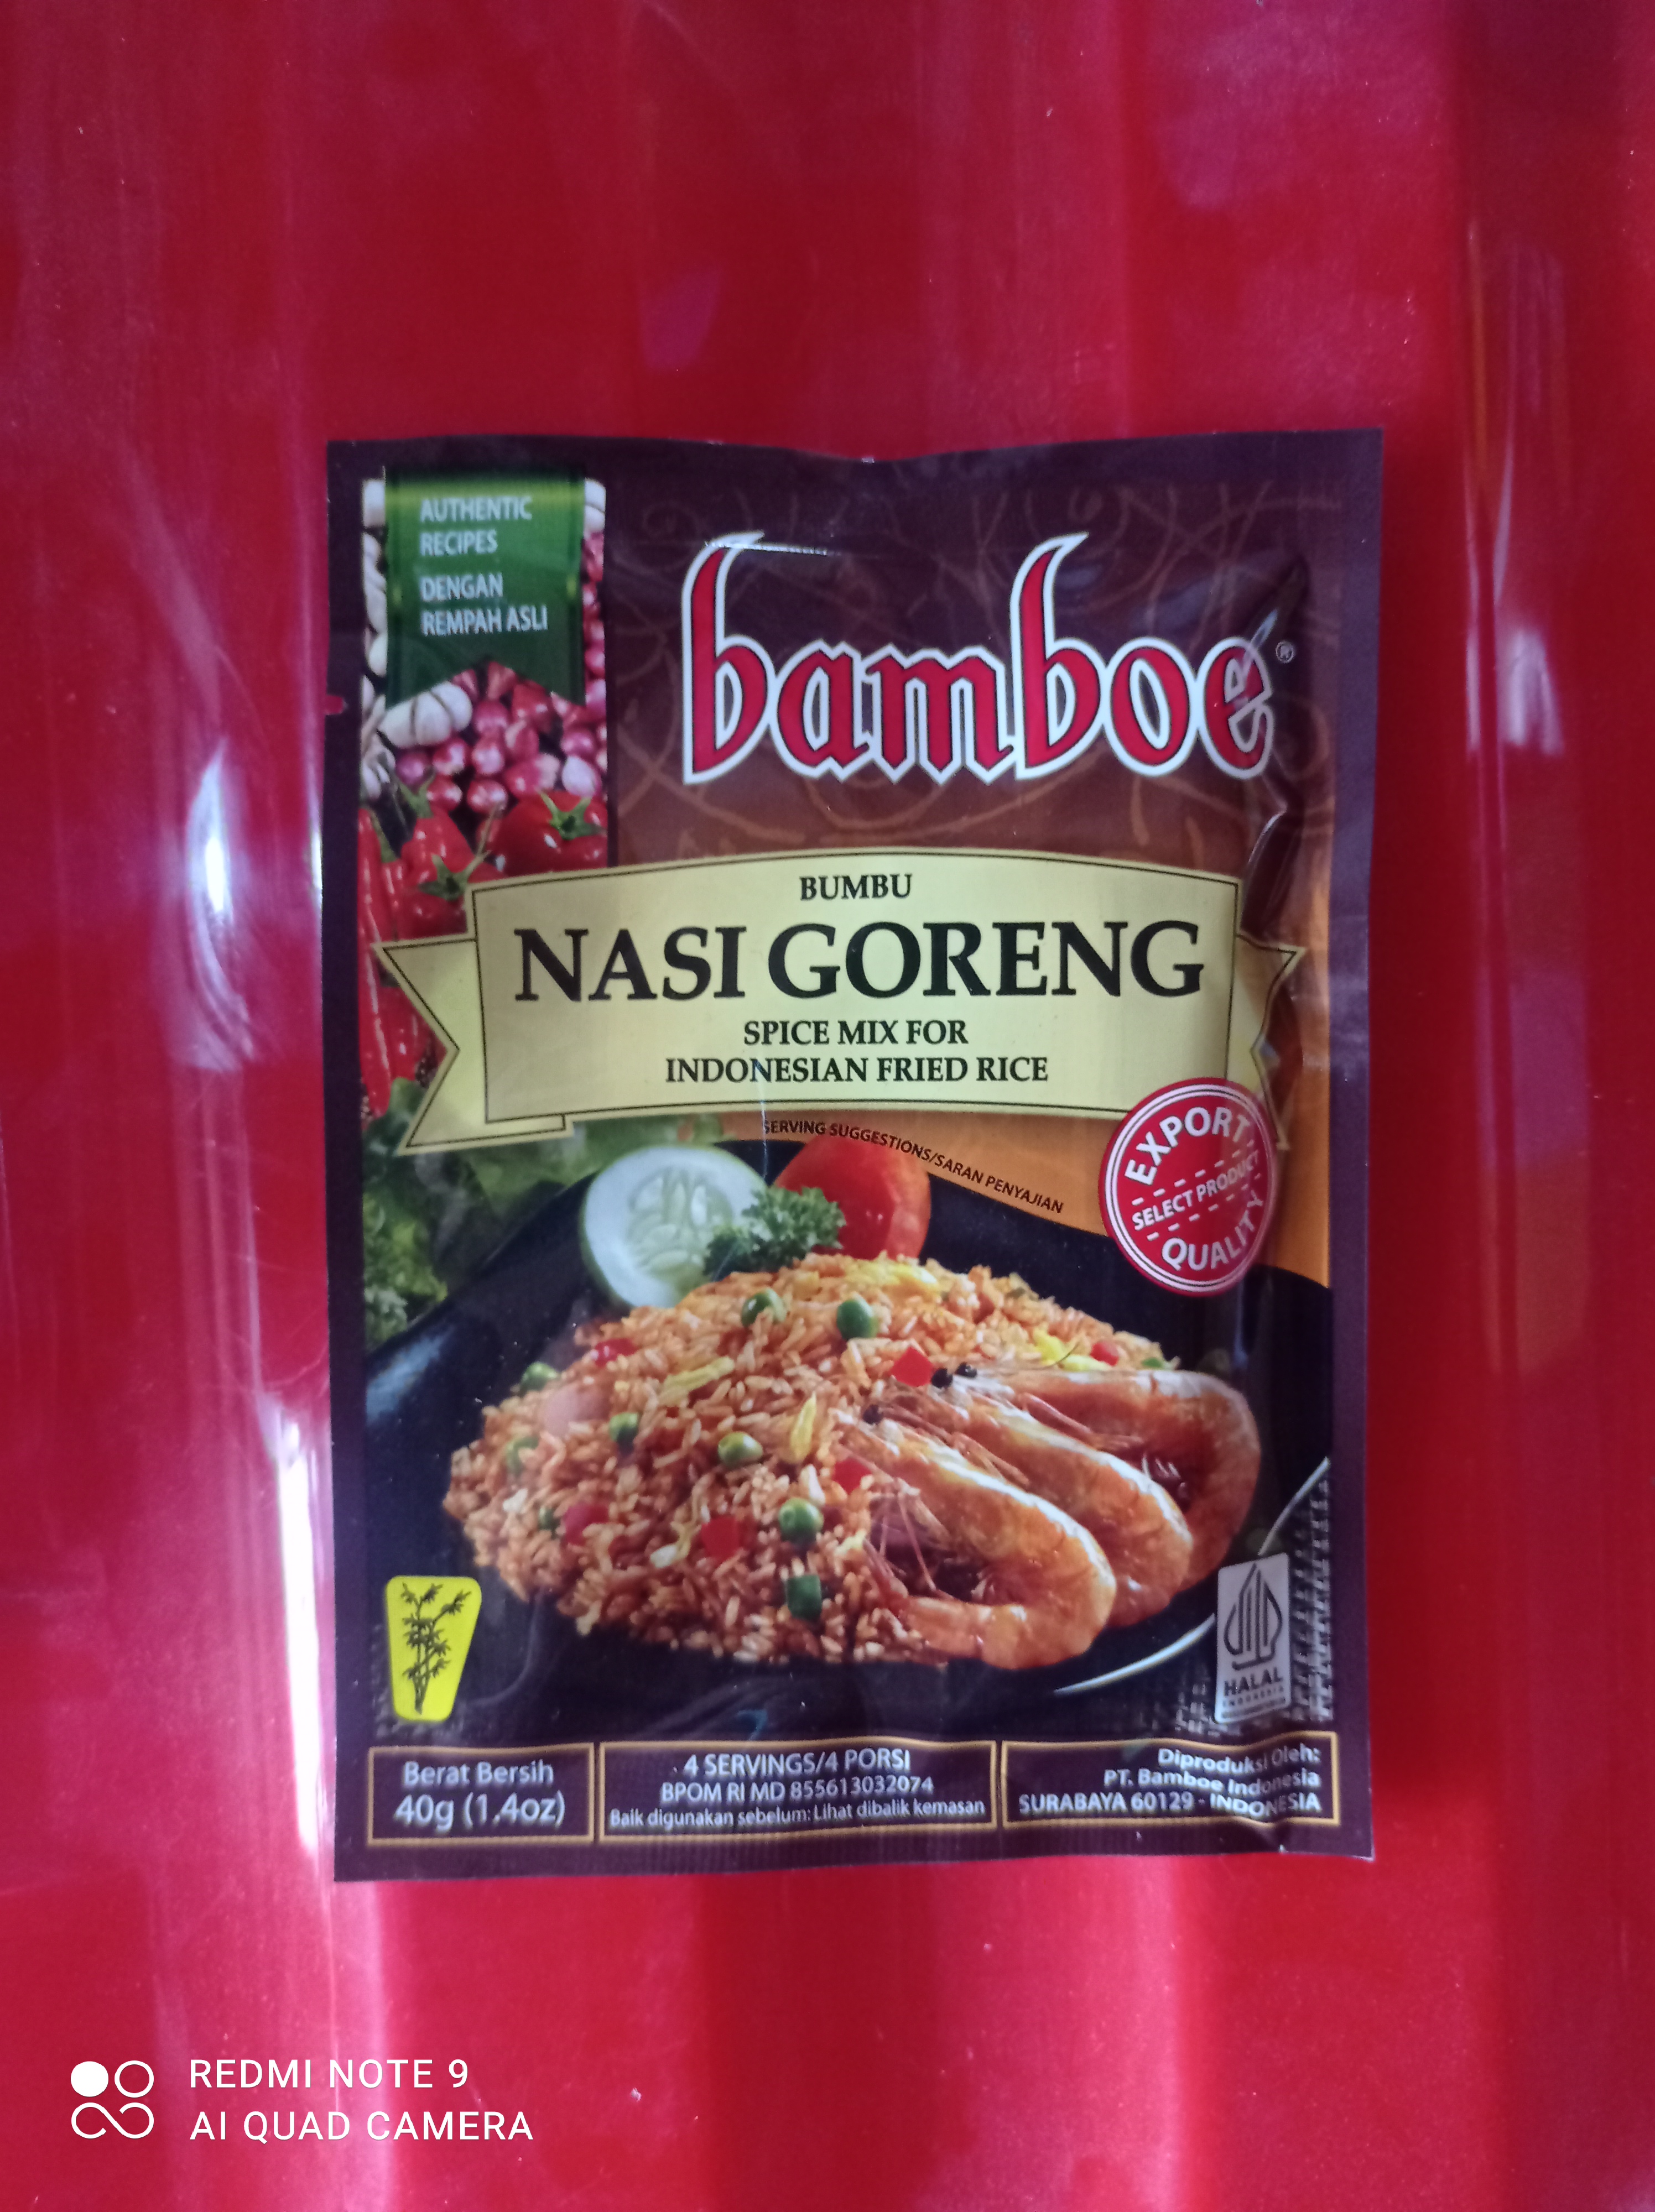 AUTHENTIC
RECIPES
DENGAN
REMPAH ASLI
bamboe®
BUMBU
NASI GORENG
SPICE MIX FOR
INDONESIAN FRIED RICE
SERVING SUGGESTIONS/SARAN PENYAJIAN
EXPORT
SELECT PRODUCT
QUALITY
HALAL
INDONESIA
Berat Bersih
40g (1.4oz)
4 SERVINGS/4 PORSI
BPOM RI MD 855613032074
Baik digunakan sebelum: Lihat dibalik kemasan
Diproduksi Oleh:
PT. Bamboe Indonesia
SURABAYA 60129 - INDONESIA
REDMI NOTE 9
AI QUAD CAMERA